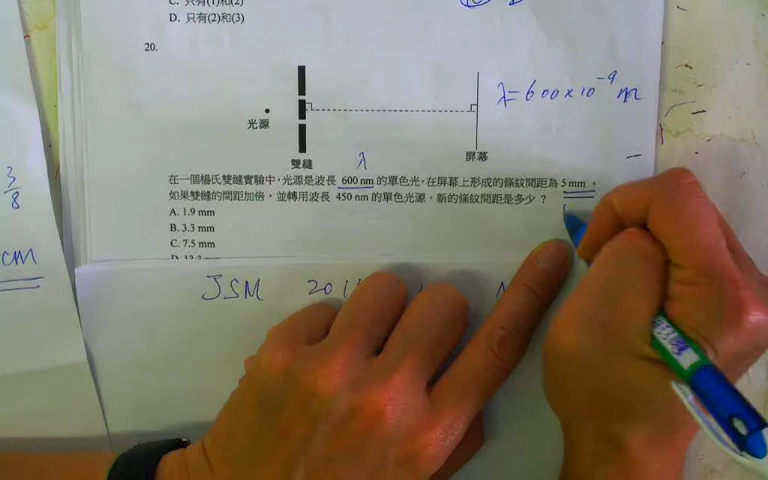 C. 只有(1)和(2)
D. 只有(2)和(3)
20.
λ=600×10⁻⁹m
光源
雙縫
λ
屏幕
在一個楊氏雙縫實驗中，光源是波長 600 nm 的單色光。在屏幕上形成的條紋間距為 5 mm。
如果雙縫的間距加倍，並轉用波長 450 nm 的單色光源，新的條紋間距是多少？
A. 1.9 mm
B. 3.3 mm
C. 7.5 mm
3/8
cm
JSM 201